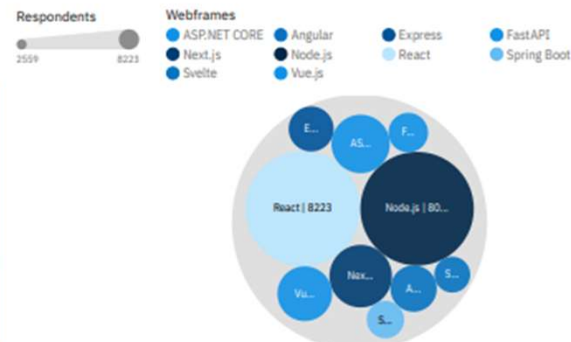 Respondents
2559 8223
Webframes
ASP.NET CORE Angular Express FastAPI
Next.js Node.js React Spring Boot
Svelte Vue.js
E...
AS...
F...
React | 8223
Node.js | 80...
Nex...
Vu...
A...
S...
S...